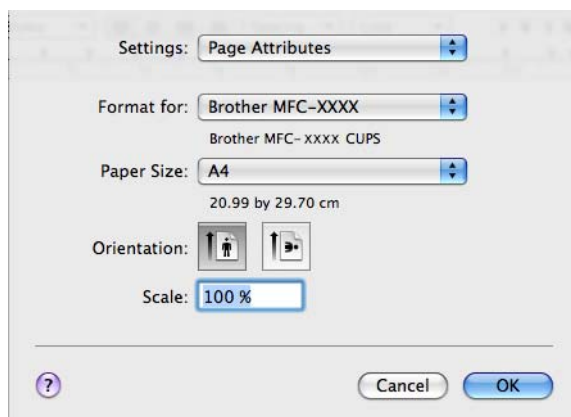 Settings: Page Attributes
Format for: Brother MFC-XXXX
Brother MFC-XXXX CUPS
Paper Size: A4
20.99 by 29.70 cm
Orientation:
Scale: 100 %
? Cancel OK